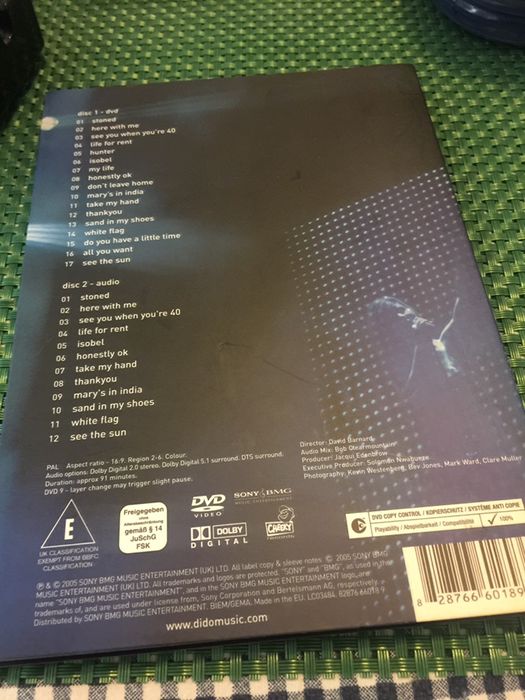 disc 1 - dvd
01 stoned
02 here with me
03 see you when you're 40
04 life for rent
05 hunter
06 isobel
07 my life
08 honestly ok
09 don't leave home
10 mary's in india
11 take my hand
12 thankyou
13 sand in my shoes
14 white flag
15 do you have a little time
16 all you want
17 see the sun
disc 2 - audio
01 stoned
02 here with me
03 see you when you're 40
04 life for rent
05 isobel
06 honestly ok
07 take my hand
08 thankyou
09 mary's in india
10 sand in my shoes
11 white flag
12 see the sun
PAL Aspect ratio - 16:9. Region 2-6. Colour.
Audio options: Dolby Digital 2.0 stereo. Dolby Digital 5.1 surround. DTS surround.
Duration: approx 91 minutes.
DVD 9 - layer change may trigger slight pause.
Director: David Barnard
Audio Mix: Bob Clearmountain
Producer: Jacqui Edenbrow
Executive Producer: Solomon Nwabueze
Photography: Kevin Westenberg, Bev Jones, Mark Ward, Clare Muller
E
UK CLASSIFICATION
EXEMPT FROM BBFC
CLASSIFICATION
Freigegeben
ohne
Altersbeschränkung
gemäß § 14
JuSchG
FSK
DVD
VIDEO
SONY BMG
MUSIC ENTERTAINMENT
DOLBY
DIGITAL
DVD COPY CONTROL / KOPIERSCHUTZ / SYSTÈME ANTI COPIE
Playability / Abspielbarkeit / Compatibilité
100%
℗ & © 2005 SONY BMG MUSIC ENTERTAINMENT (UK) LTD. All label copy & sleeve notes © 2005 SONY BMG
MUSIC ENTERTAINMENT (UK) LTD. All trademarks and logos are protected. "SONY" and "BMG", as used in the
name "SONY BMG MUSIC ENTERTAINMENT", and in the SONY BMG MUSIC ENTERTAINMENT logo, are
trademarks of, and are used under license from, Sony Corporation and Bertelsmann AG, respectively.
Distributed by SONY BMG MUSIC ENTERTAINMENT. BIEM/GEMA. Made in the EU. LC03484. 82876 66018 9
www.didomusic.com
8 28766 60189